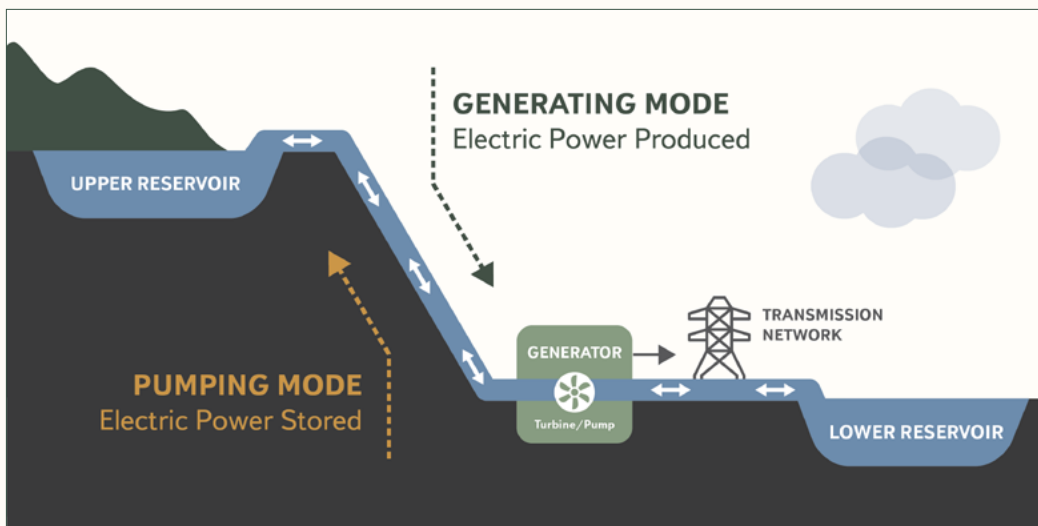 GENERATING MODE
Electric Power Produced
UPPER RESERVOIR
TRANSMISSION
NETWORK
GENERATOR
PUMPING MODE
Electric Power Stored
Turbine/Pump
LOWER RESERVOIR